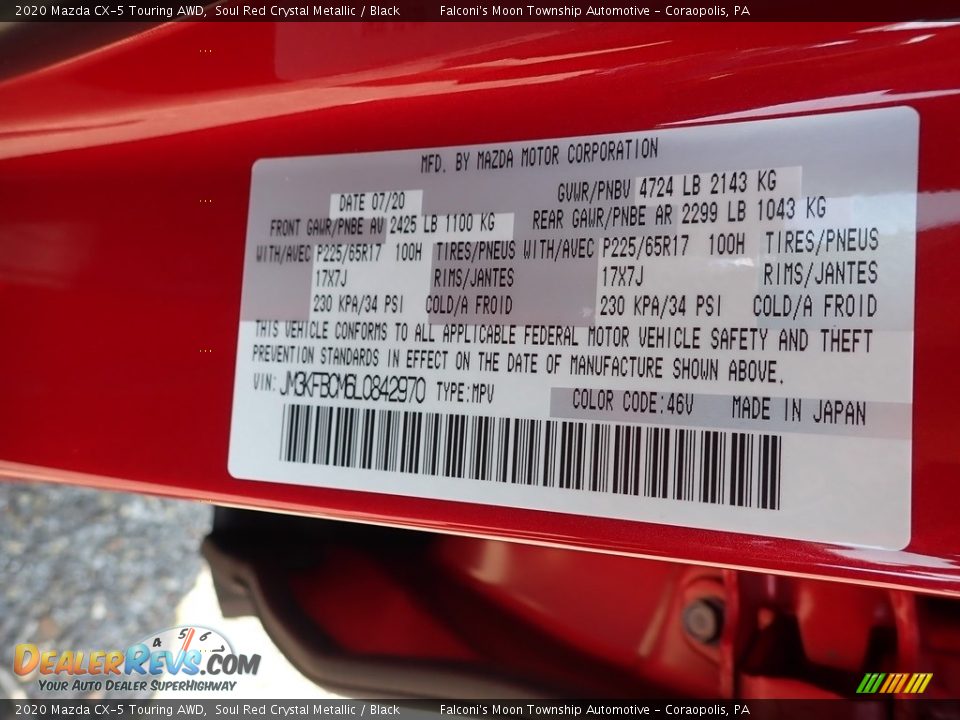 2020 Mazda CX-5 Touring AWD, Soul Red Crystal Metallic / Black Falconi's Moon Township Automotive - Coraopolis, PA
MFD. BY MAZDA MOTOR CORPORATION
DATE 07/20 GVWR/PNBV 4724 LB 2143 KG
FRONT GAWR/PNBE AV 2425 LB 1100 KG REAR GAWR/PNBE AR 2299 LB 1043 KG
WITH/AVEC P225/65R17 100H TIRES/PNEUS WITH/AVEC P225/65R17 100H TIRES/PNEUS
17X7J RIMS/JANTES 17X7J RIMS/JANTES
230 KPA/34 PSI COLD/A FROID 230 KPA/34 PSI COLD/A FROID
THIS VEHICLE CONFORMS TO ALL APPLICABLE FEDERAL MOTOR VEHICLE SAFETY AND THEFT
PREVENTION STANDARDS IN EFFECT ON THE DATE OF MANUFACTURE SHOWN ABOVE.
VIN: JM3KFBCM6L0842970 TYPE:MPV COLOR CODE:46V MADE IN JAPAN
4 5 6
DEALERREVS.COM
YOUR AUTO DEALER SUPERHIGHWAY
2020 Mazda CX-5 Touring AWD, Soul Red Crystal Metallic / Black Falconi's Moon Township Automotive - Coraopolis, PA